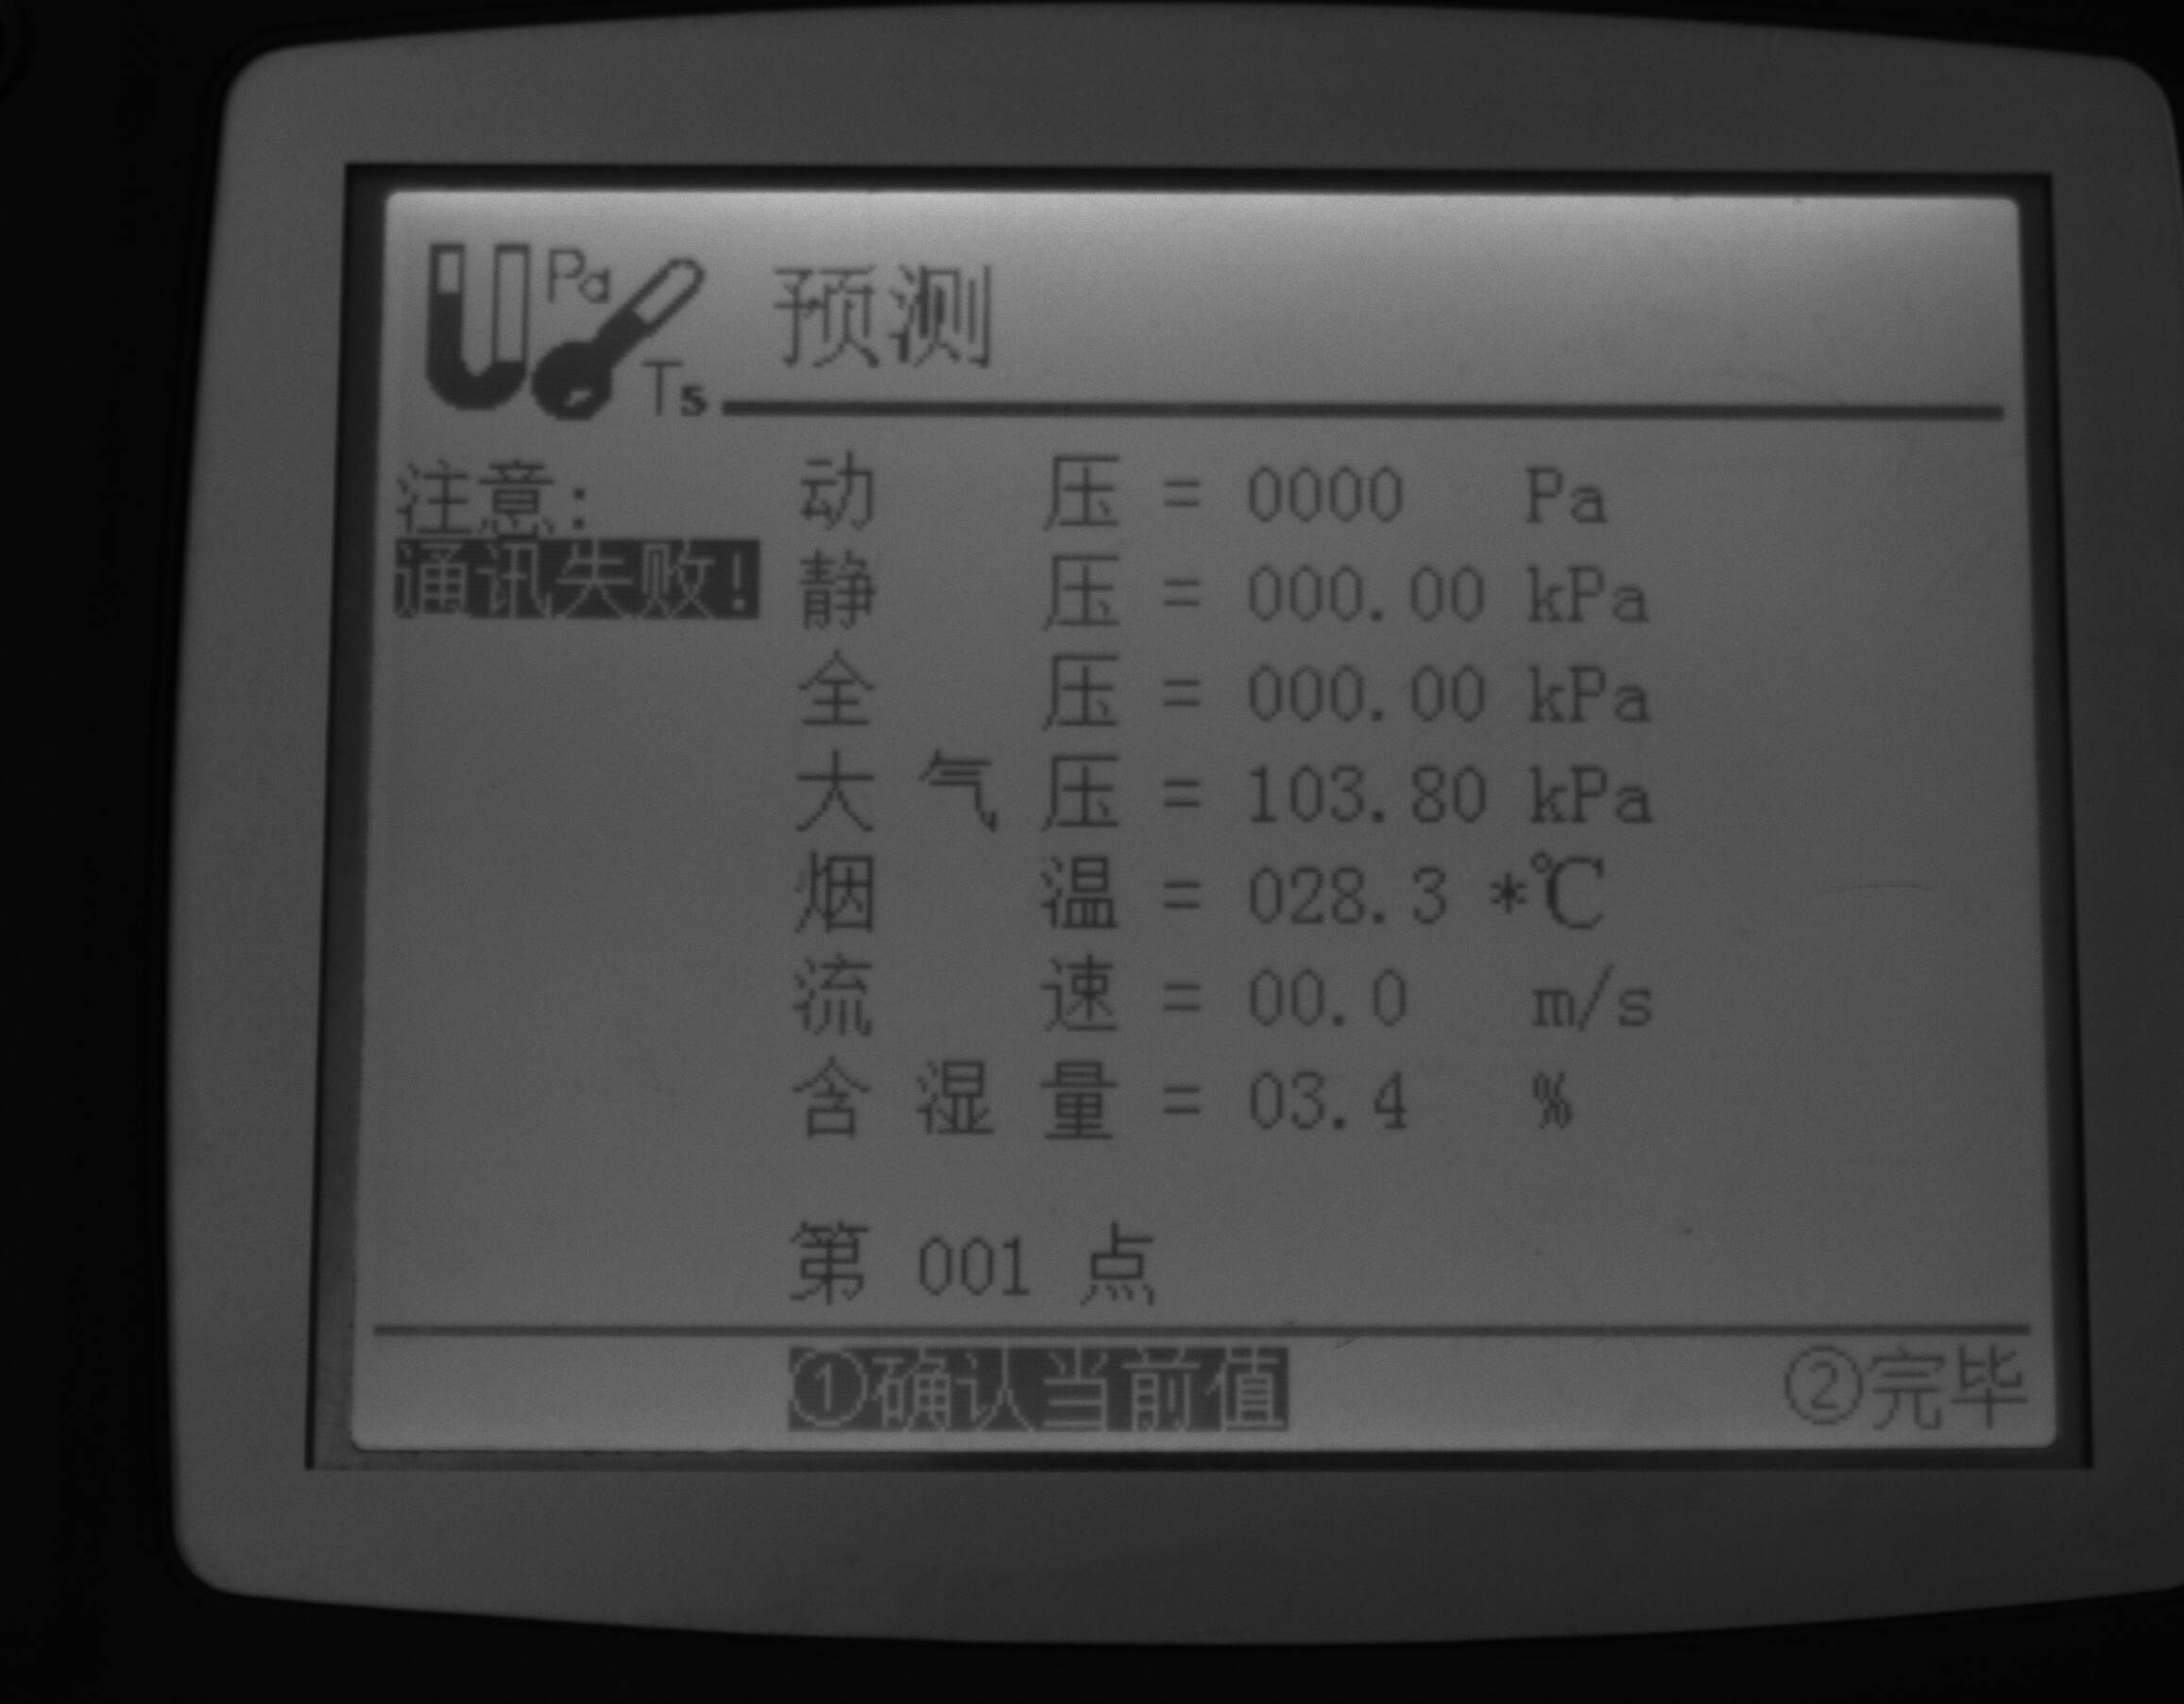 Pa
Ts
预测
注意:
通讯失败!
动压 = 0000 Pa
静压 = 000.00 kPa
全压 = 000.00 kPa
大气压 = 103.80 kPa
烟温 = 028.3 *℃
流速 = 00.0 m/s
含湿量 = 03.4 %
第 001 点
①确认当前值
②完毕